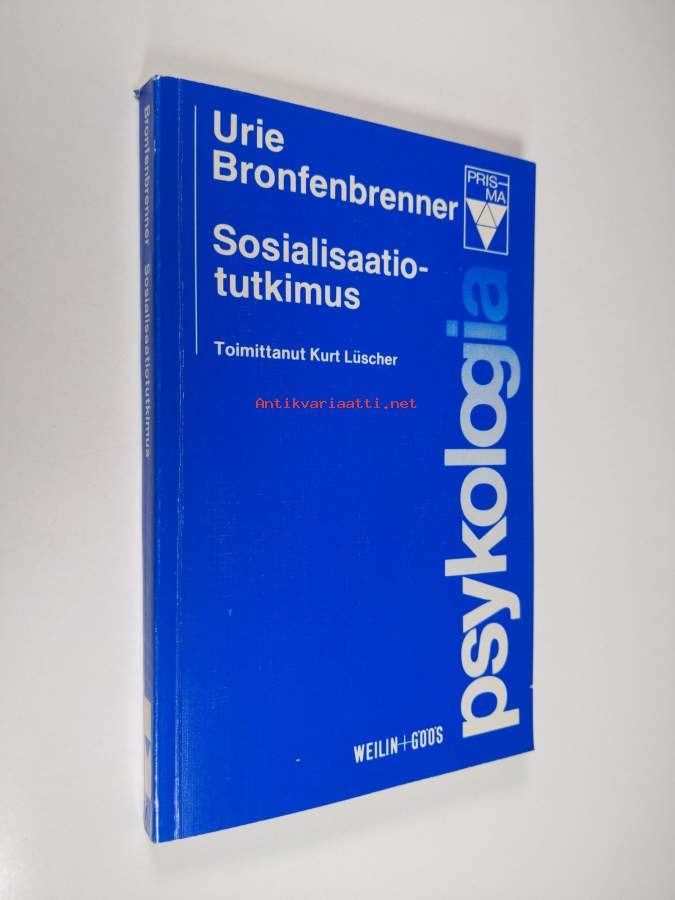 Urie
Bronfenbrenner
Sosialisaatio-
tutkimus
Toimittanut Kurt Lüscher
PRIS-
MA
psykologia
WEILIN+GÖÖS
Bronfenbrenner Sosialisaatiotutkimus
Antikvariaatti.net